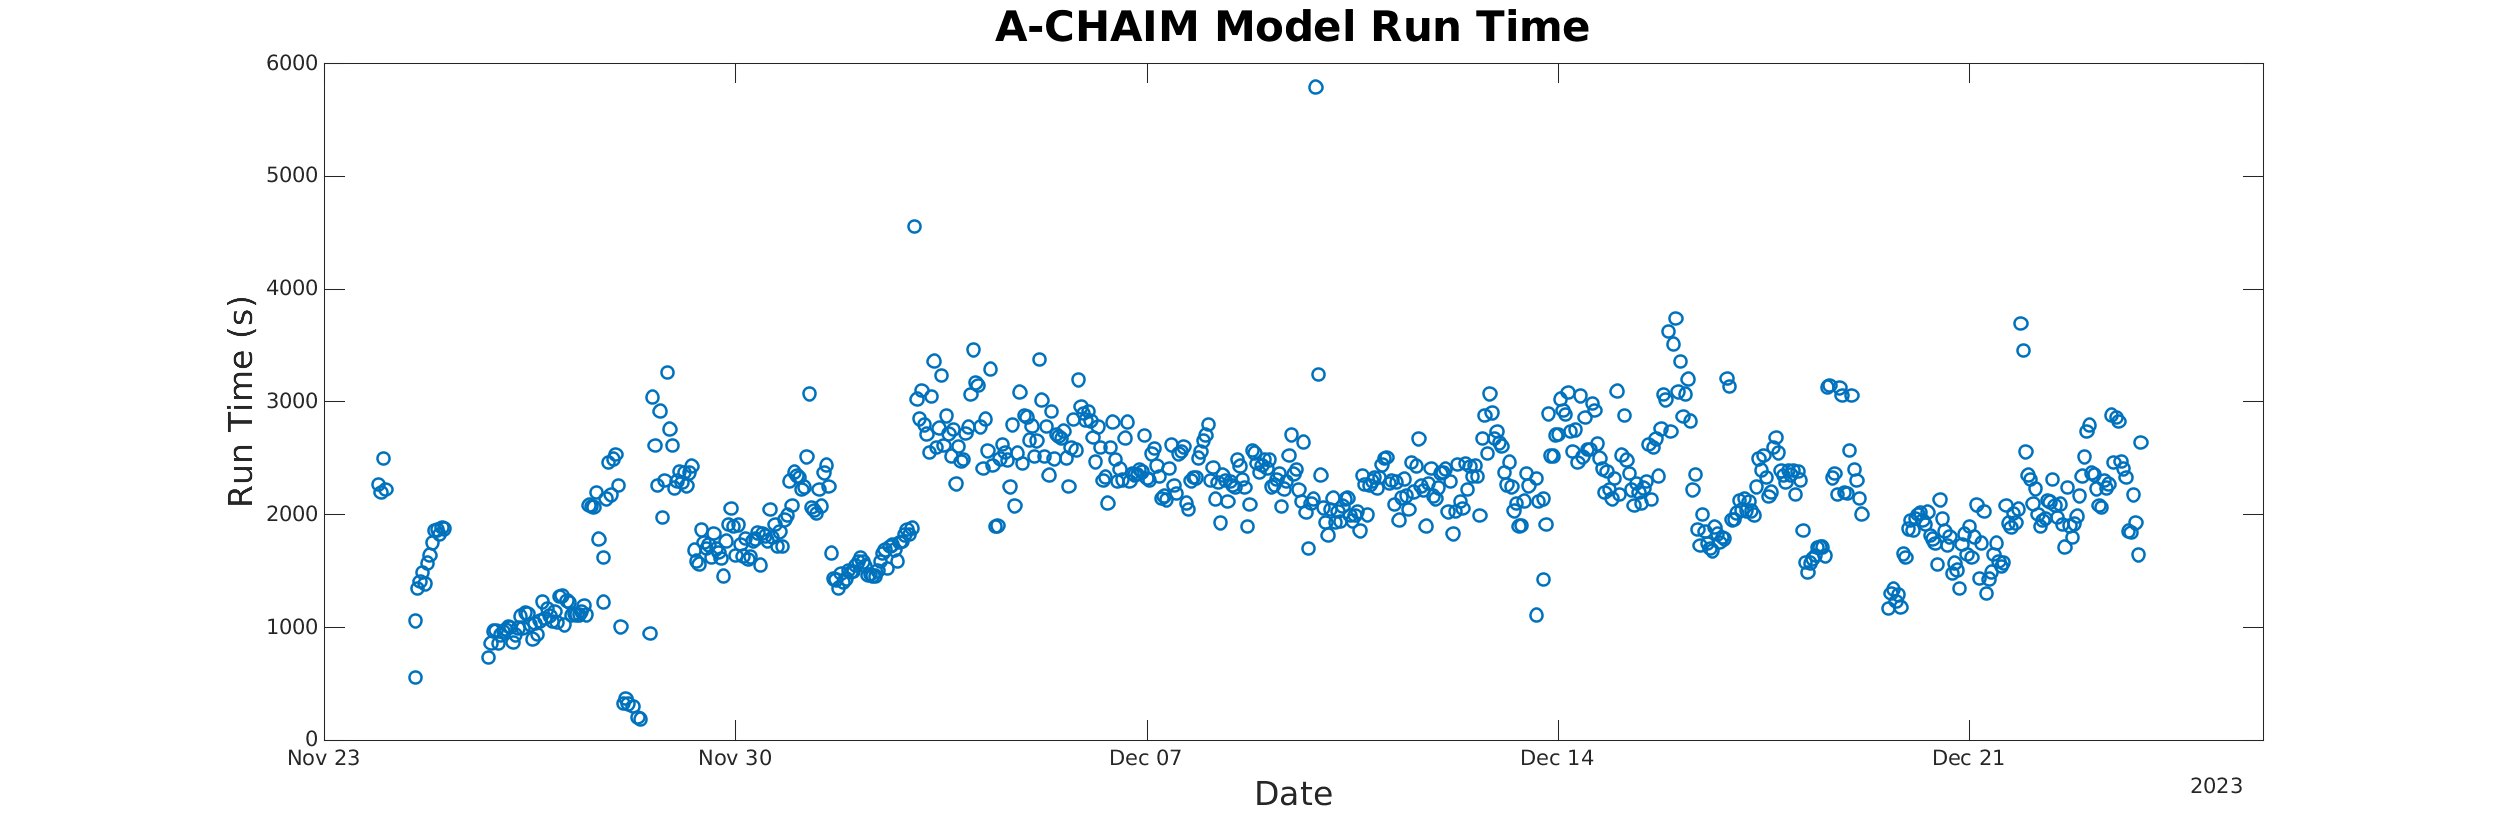 A-CHAIM Model Run Time
6000
5000
4000
3000
2000
1000
0
Run Time (s)
Nov 23
Nov 30
Dec 07
Dec 14
Dec 21
2023
Date